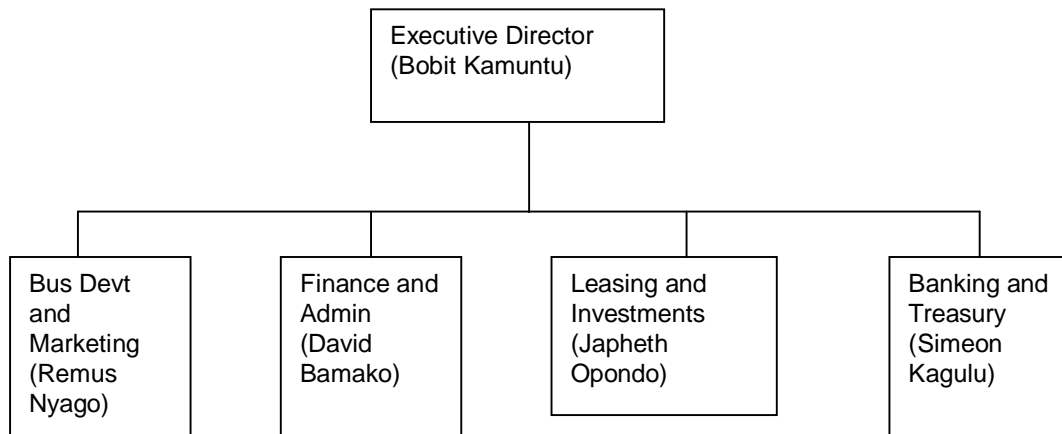 Executive Director
(Bobit Kamuntu)
Bus Devt
and
Marketing
(Remus
Nyago)
Finance and
Admin
(David
Bamako)
Leasing and
Investments
(Japheth
Opondo)
Banking and
Treasury
(Simeon
Kagulu)